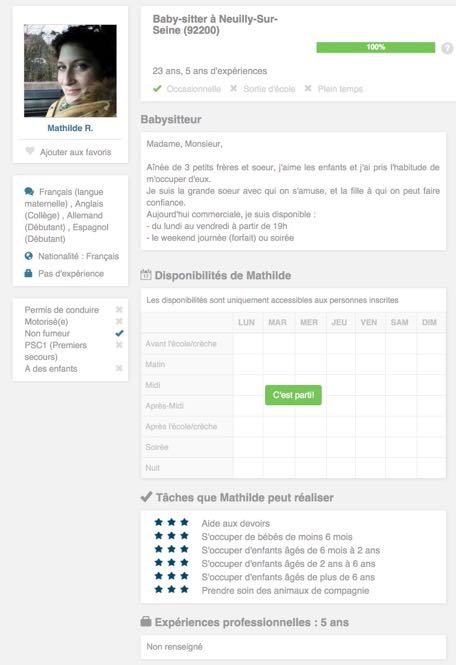 Mathilde R.
Ajouter aux favoris
Français (langue
maternelle) , Anglais
(Collège) , Allemand
(Débutant) , Espagnol
(Débutant)
Nationalité : Français
Pas d'expérience
Permis de conduire
Motorisé(e)
Non fumeur
PSC1 (Premiers
secours)
A des enfants
Baby-sitter à Neuilly-Sur-
Seine (92200)
100%
?
23 ans, 5 ans d'expériences
Occasionnelle Sortie d'école Plein temps
Babysitteur
Madame, Monsieur,
Aînée de 3 petits frères et soeur, j'aime les enfants et j'ai pris l'habitude de
m'occuper d'eux.
Je suis la grande soeur avec qui on s'amuse, et la fille à qui on peut faire
confiance.
Aujourd'hui commerciale, je suis disponible :
- du lundi au vendredi à partir de 19h
- le weekend journée (forfait) ou soirée
Disponibilités de Mathilde
Les disponibilités sont uniquement accessibles aux personnes inscrites
LUN MAR MER JEU VEN SAM DIM
Avant l'école/crèche
Matin
Midi
C'est parti!
Après-Midi
Après l'école/crèche
Soirée
Nuit
Tâches que Mathilde peut réaliser
Aide aux devoirs
S'occuper de bébés de moins 6 mois
S'occuper d'enfants âgés de 6 mois à 2 ans
S'occuper d'enfants âgés de 2 ans à 6 ans
S'occuper d'enfants âgés de plus de 6 ans
Prendre soin des animaux de compagnie
Expériences professionnelles : 5 ans
Non renseigné